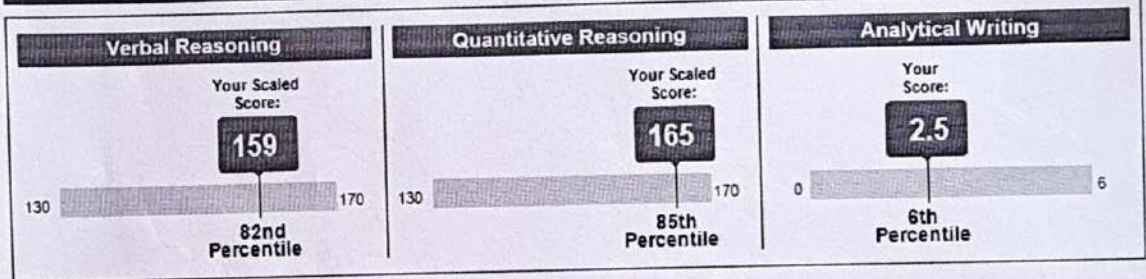 Verbal Reasoning
Your Scaled
Score:
159
130
170
82nd
Percentile
Quantitative Reasoning
Your Scaled
Score:
165
130
170
85th
Percentile
Analytical Writing
Your
Score:
2.5
0
6
6th
Percentile